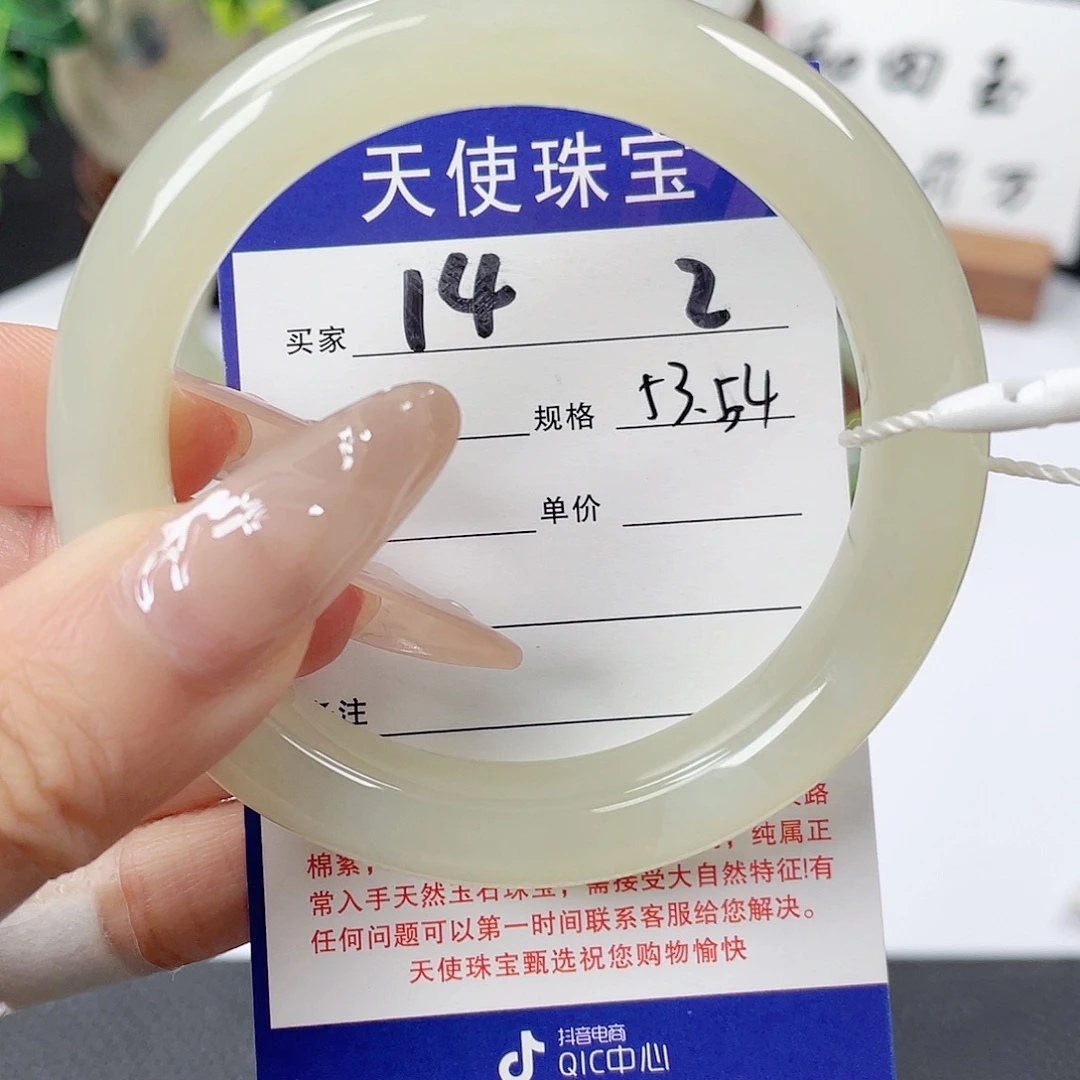 和田玉
天使珠宝
买家 14 2
规格 53.54
单价
注
路
棉絮, 纯属正
常入手天然玉石珠宝,需接受大自然特征!有
任何问题可以第一时间联系客服给您解决。
天使珠宝甄选祝您购物愉快
抖音电商
QIC中心